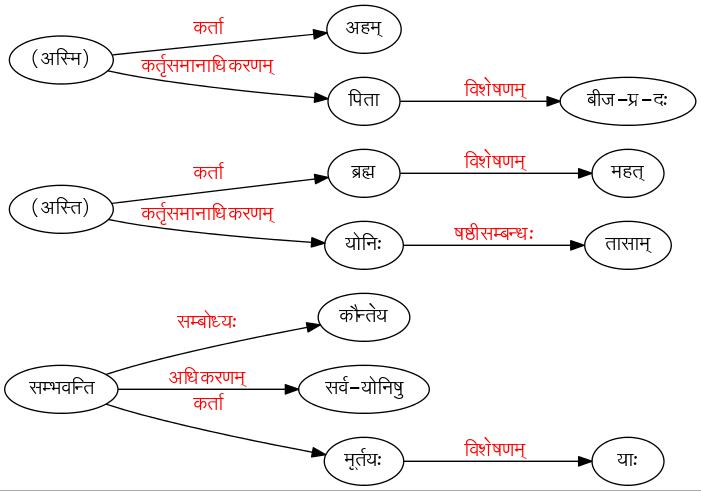 कर्ता
(अस्मि)
अहम्
कर्तृसमानाधिकरणम्
पिता
विशेषणम्
बीज-प्र-दः
कर्ता
(अस्ति)
ब्रह्म
विशेषणम्
महत्
कर्तृसमानाधिकरणम्
योनिः
षष्ठीसम्बन्धः
तासाम्
सम्बोध्यः
कौन्तेय
सम्भवन्ति
अधिकरणम्
सर्व-योनिषु
कर्ता
मूर्तयः
विशेषणम्
याः